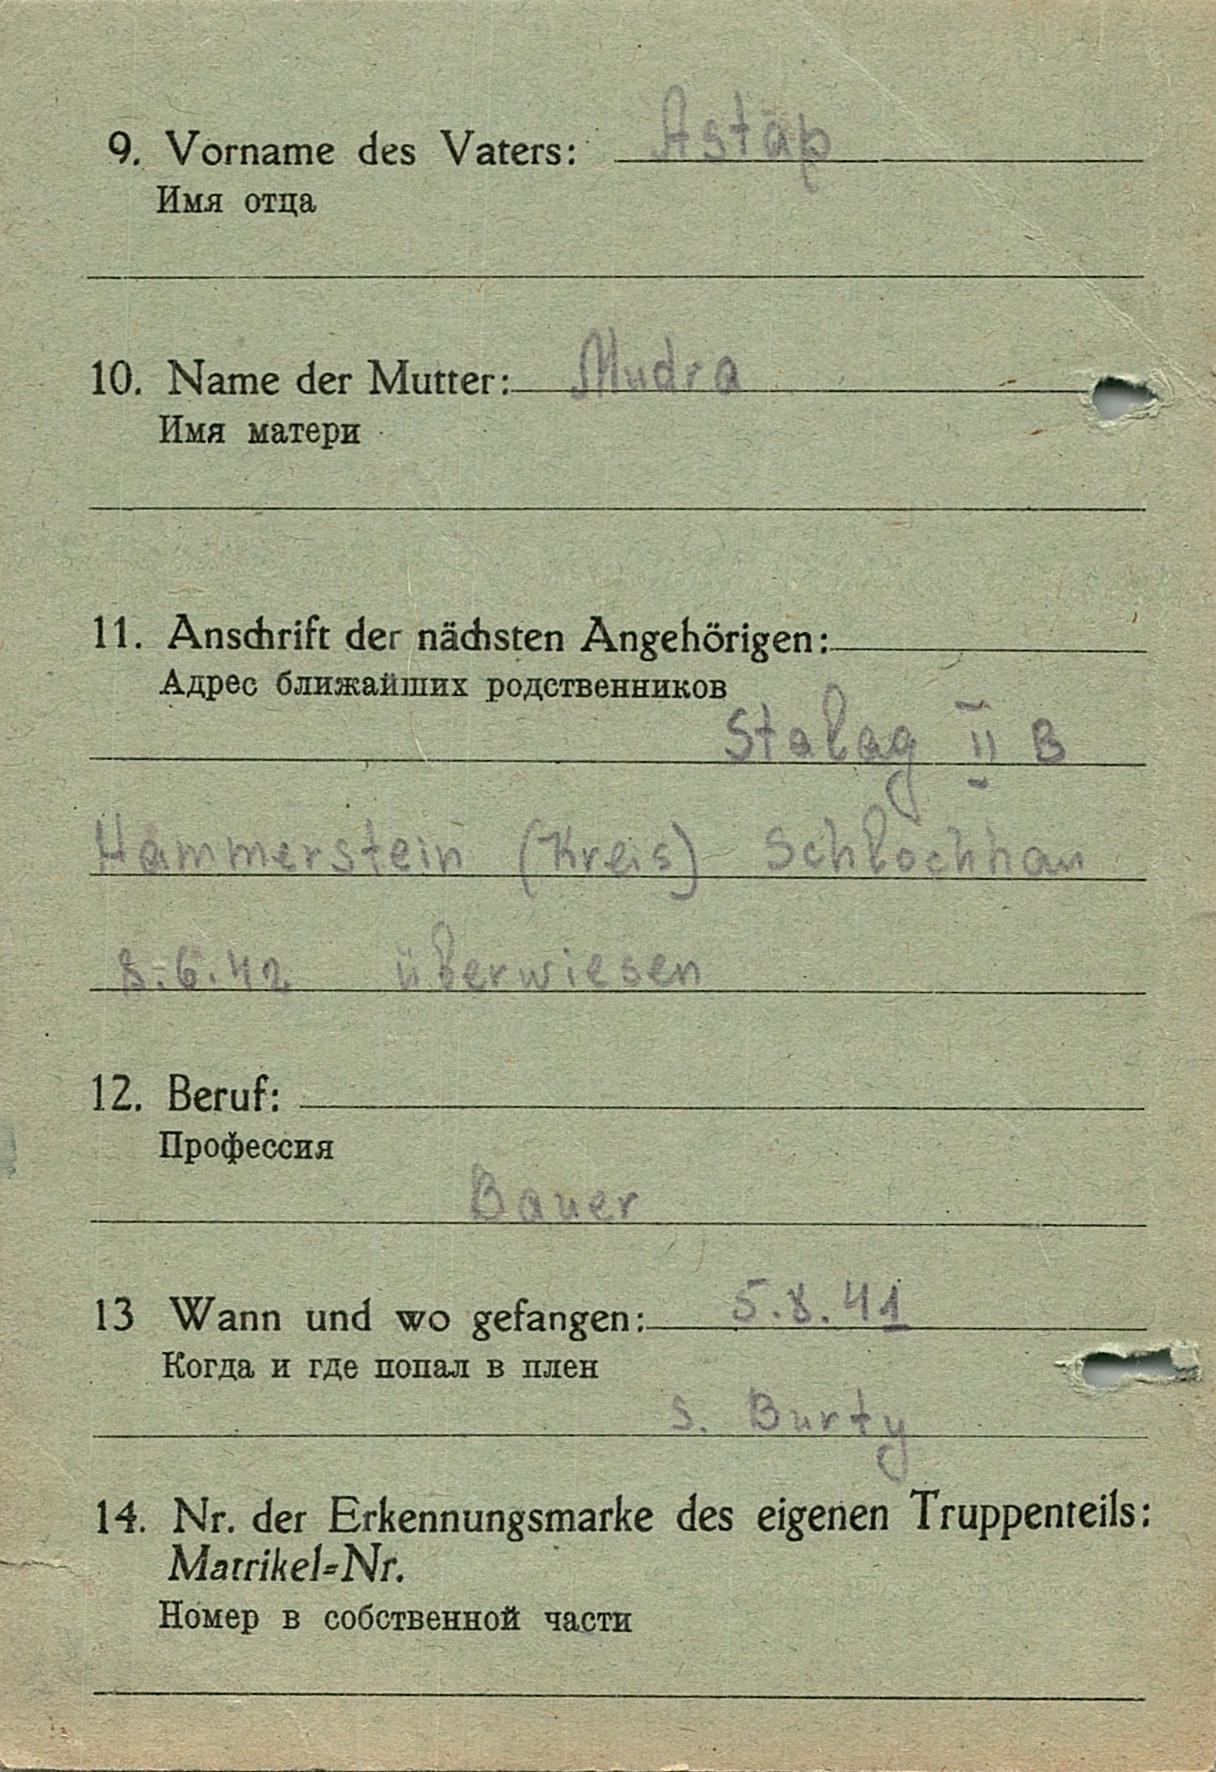 9. Vorname des Vaters: Astap
Имя отца
10. Name der Mutter: Mudra
Имя матери
11. Anschrift der nächsten Angehörigen:
Адрес ближайших родственников
Stalag II B
Hammerstein (Kreis) Schlochhau
8.6.42 überwiesen
12. Beruf:
Профессия
Bauer
13 Wann und wo gefangen: 5.8.41
Когда и где попал в плен
s. Burty
14. Nr. der Erkennungsmarke des eigenen Truppenteils:
Matrikel=Nr.
Номер в собственной части